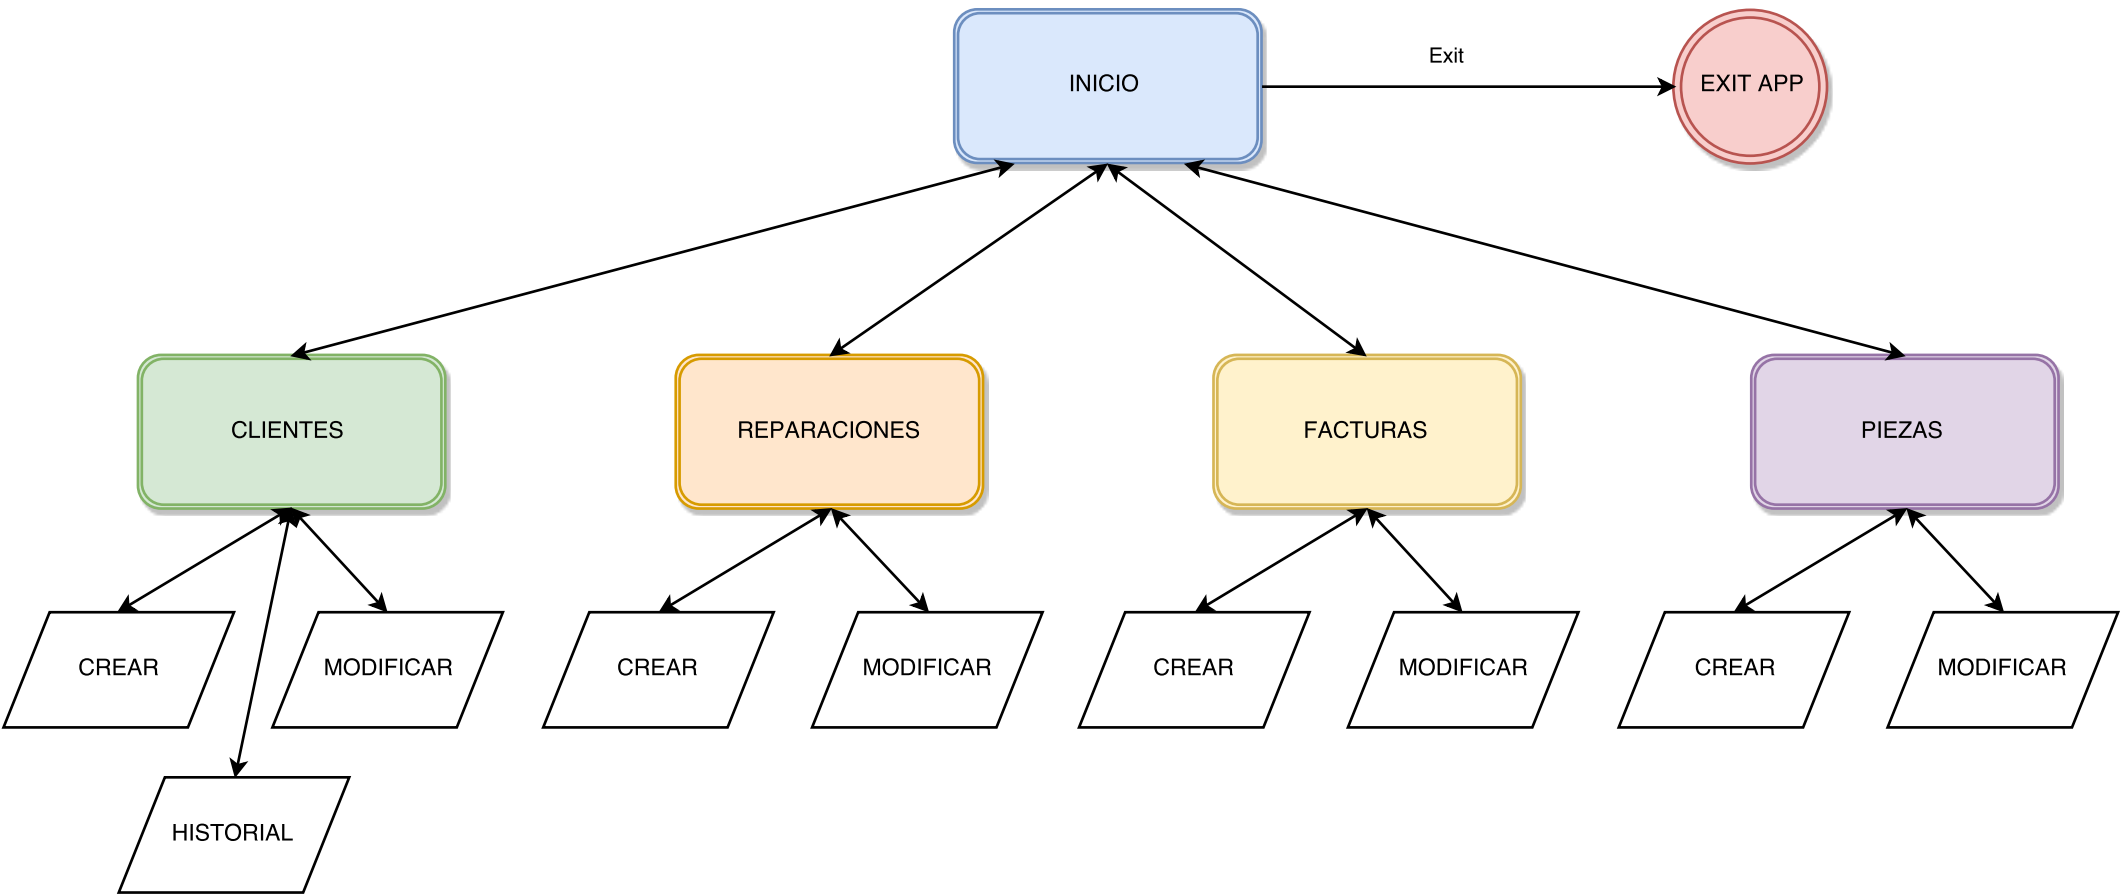 Exit
INICIO
EXIT APP
CLIENTES
REPARACIONES
FACTURAS
PIEZAS
CREAR
MODIFICAR
CREAR
MODIFICAR
CREAR
MODIFICAR
CREAR
MODIFICAR
HISTORIAL